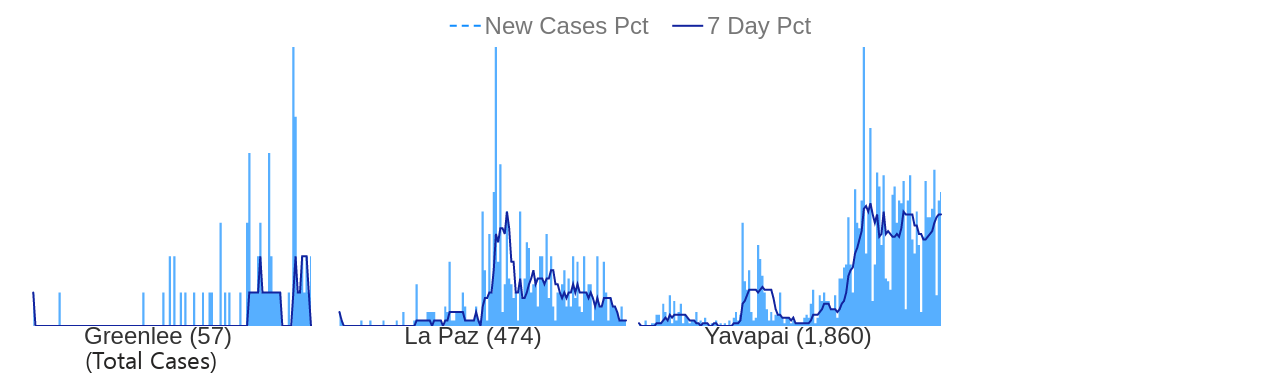 New Cases Pct 7 Day Pct
Greenlee (57) La Paz (474) Yavapai (1,860)
(Total Cases)